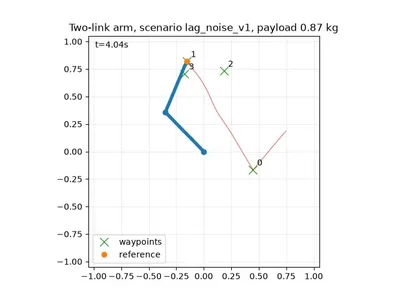 Two-link arm, scenario lag_noise_v1, payload 0.87 kg
1.00
t=4.04s
1
2
3
0.75
0.50
0.25
0.00
0
−0.25
−0.50
−0.75
waypoints
reference
−1.00
−1.00 −0.75 −0.50 −0.25 0.00 0.25 0.50 0.75 1.00